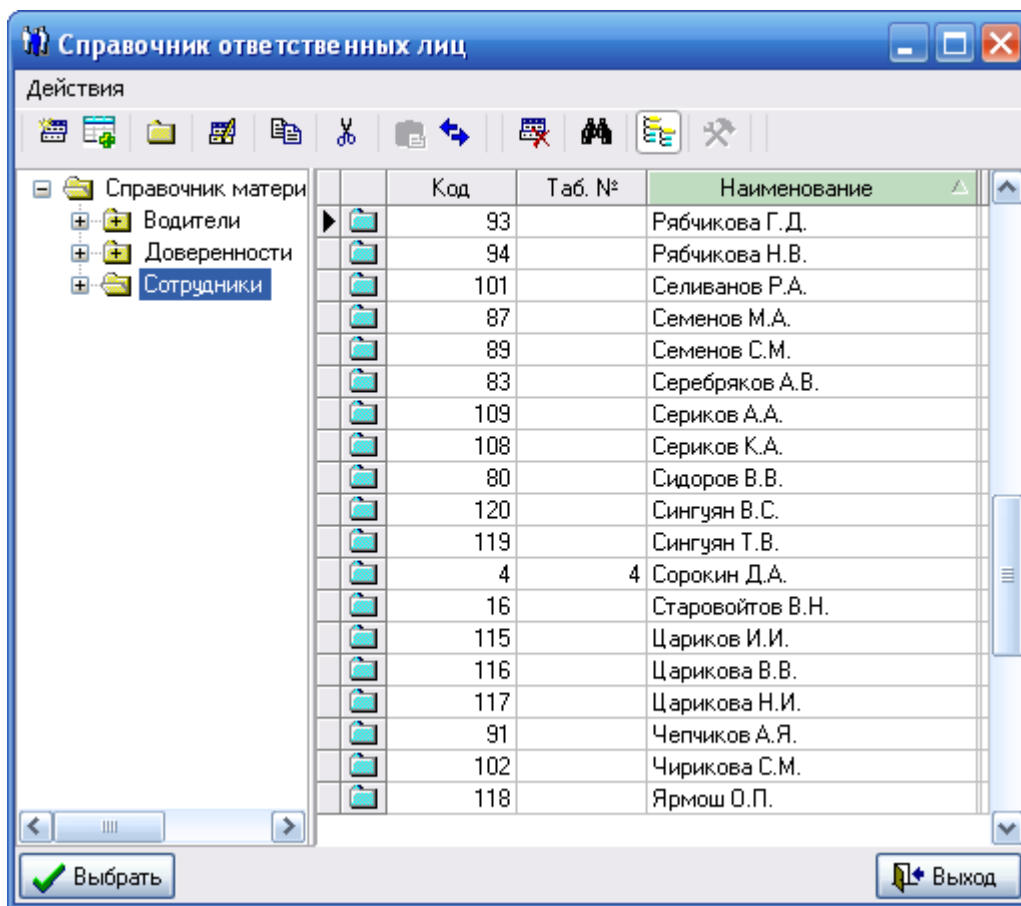 Справочник ответственных лиц
Действия
Справочник матери
Водители
Доверенности
Сотрудники
Код Таб. № Наименование
93 Рябчикова Г.Д.
94 Рябчикова Н.В.
101 Селиванов Р.А.
87 Семенов М.А.
89 Семенов С.М.
83 Серебряков А.В.
109 Сериков А.А.
108 Сериков К.А.
80 Сидоров В.В.
120 Сингуян В.С.
119 Сингуян Т.В.
4 4 Сорокин Д.А.
16 Старовойтов В.Н.
115 Цариков И.И.
116 Царикова В.В.
117 Царикова Н.И.
91 Чепчиков А.Я.
102 Чирикова С.М.
118 Ярмош О.П.
Выбрать Выход